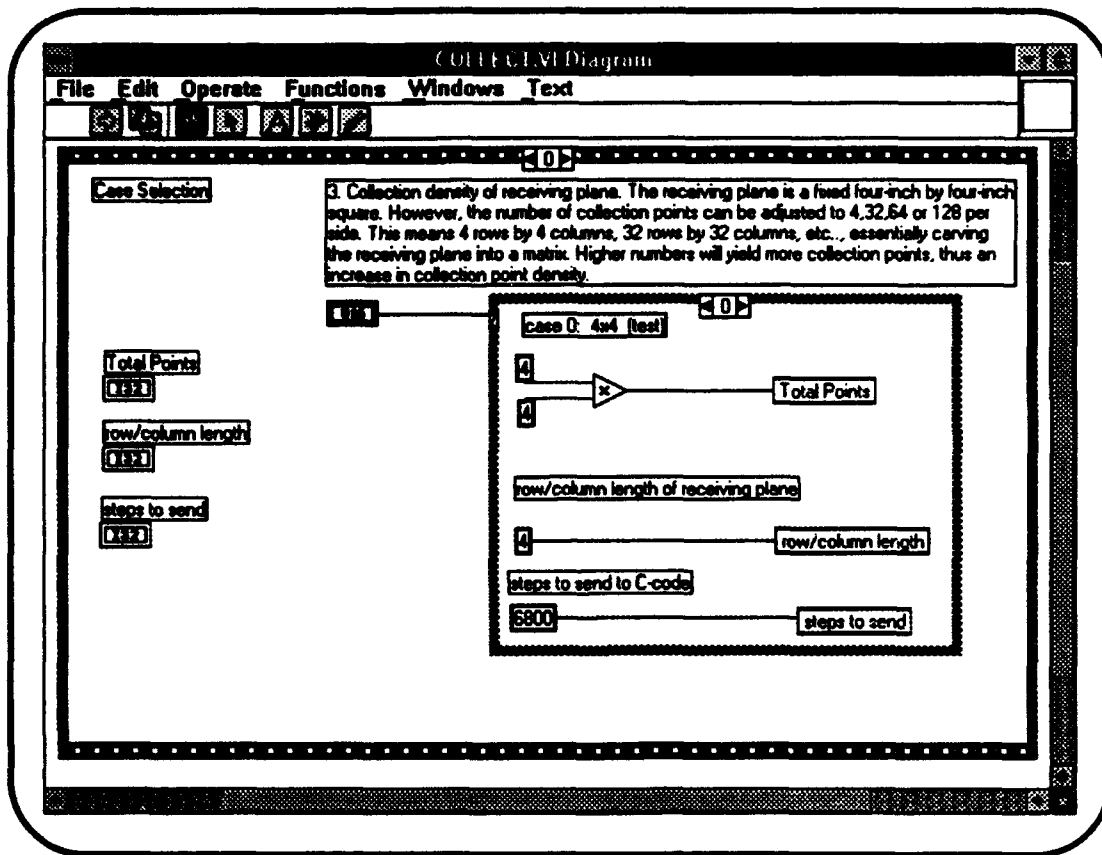 COLLECT.VI Diagram
File Edit Operate Functions Windows Text
0
Case Selection
3. Collection density of receiving plane. The receiving plane is a fixed four-inch by four-inch
square. However, the number of collection points can be adjusted to 4,32,64 or 128 per
side. This means 4 rows by 4 columns, 32 rows by 32 columns, etc.., essentially carving
the receiving plane into a matrix. Higher numbers will yield more collection points, thus an
increase in collection point density.
0
case 0: 4x4 (test)
Total Points
I32
4
4
x
Total Points
row/column length
I32
row/column length of receiving plane
4
row/column length
steps to send
I32
steps to send to C-code
6800
steps to send